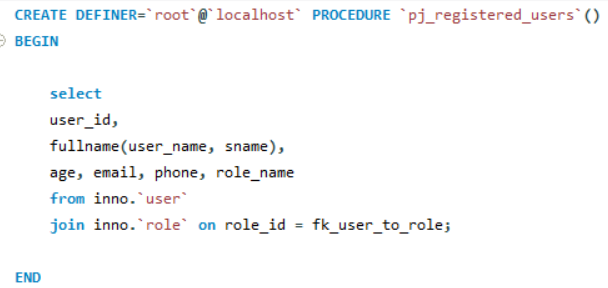 CREATE DEFINER=`root`@`localhost` PROCEDURE `pj_registered_users`()
BEGIN
select
user_id,
fullname(user_name, sname),
age, email, phone, role_name
from inno.`user`
join inno.`role` on role_id = fk_user_to_role;
END